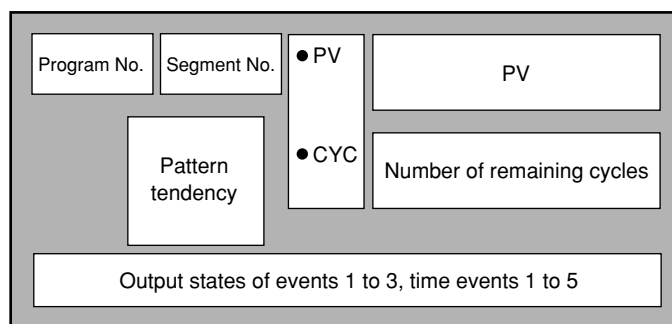 Program No.
Segment No.
● PV
PV
● CYC
Number of remaining cycles
Pattern
tendency
Output states of events 1 to 3, time events 1 to 5